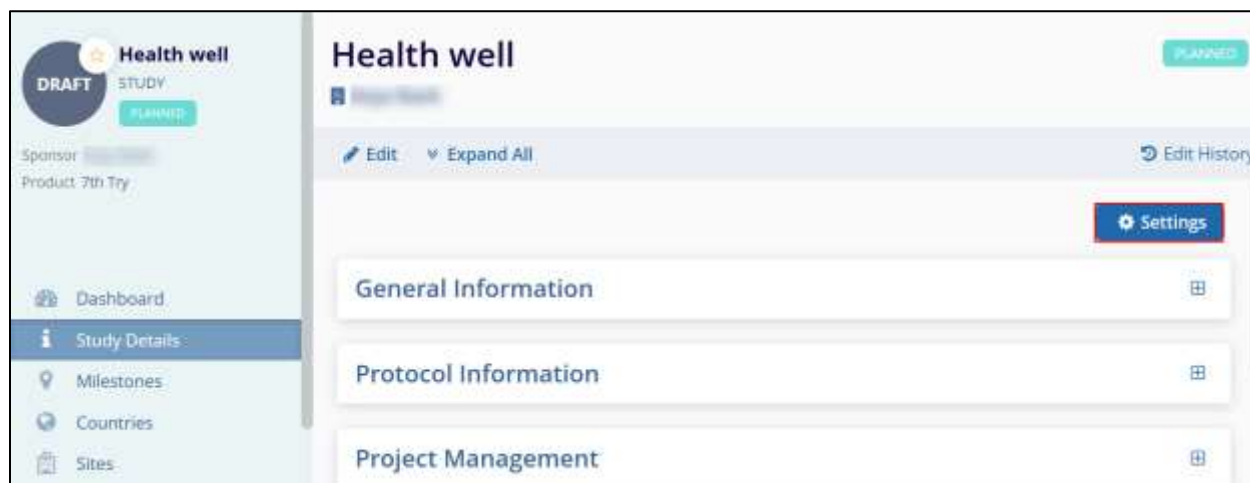 DRAFT
Health well
STUDY
PLANNED
Sponsor
Product 7th Try
Dashboard
Study Details
Milestones
Countries
Sites
Health well
PLANNED
Edit
Expand All
Edit History
Settings
General Information
Protocol Information
Project Management